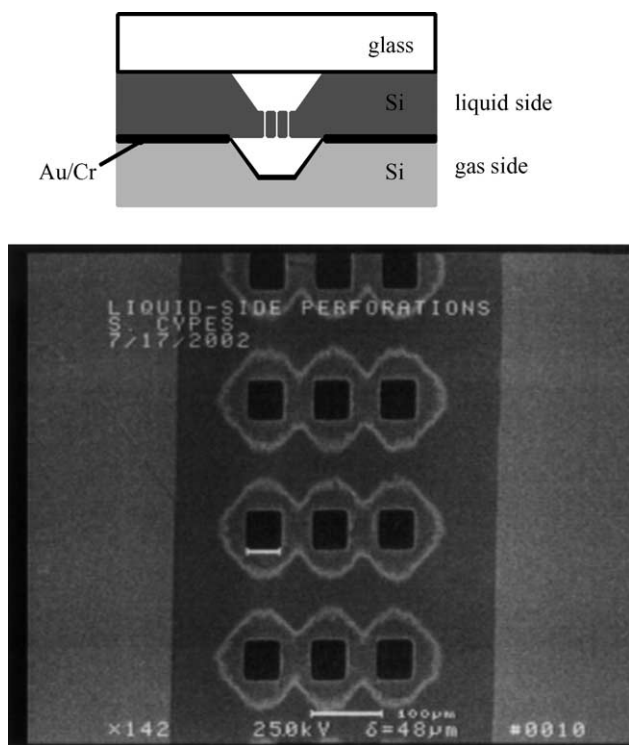 glass
Si
liquid side
Au/Cr
Si
gas side
LIQUID-SIDE PERFORATIONS
S. CYPES
7/17/2002
100µm
×142 25.0kV δ=48µm #0010